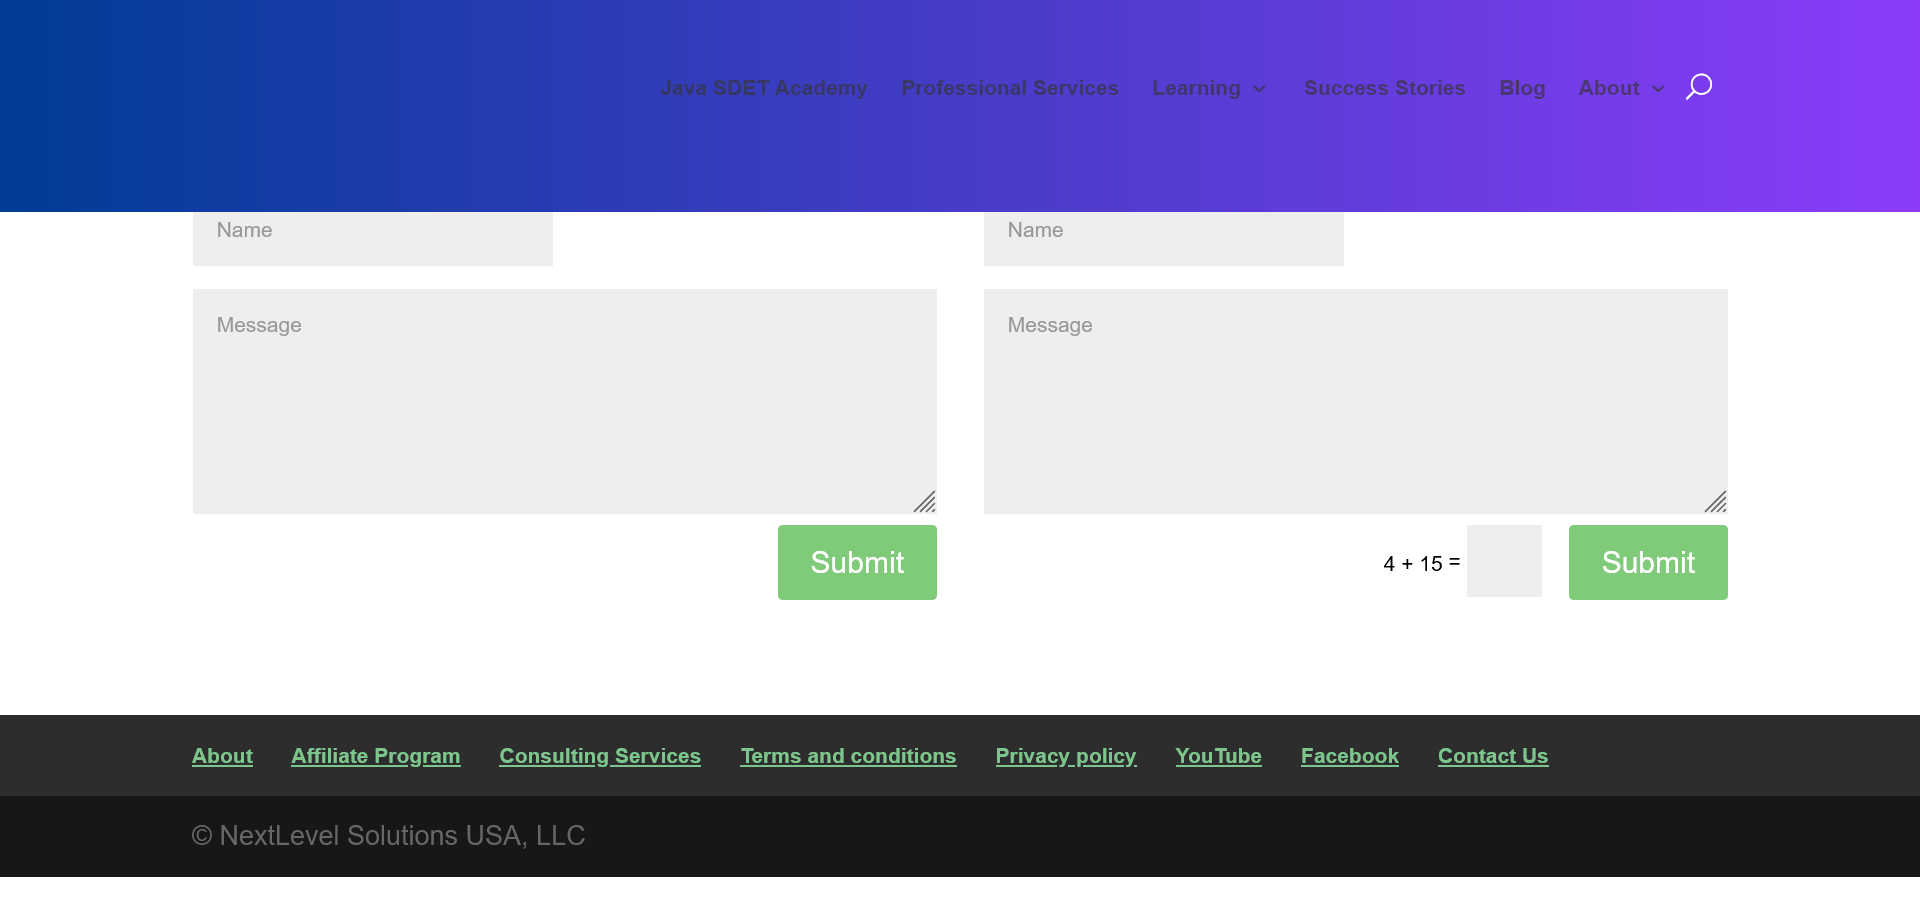 Java SDET Academy Professional Services Learning Success Stories Blog About
Name Name
Message Message
Submit 4 + 15 = Submit
About Affiliate Program Consulting Services Terms and conditions Privacy policy YouTube Facebook Contact Us
© NextLevel Solutions USA, LLC